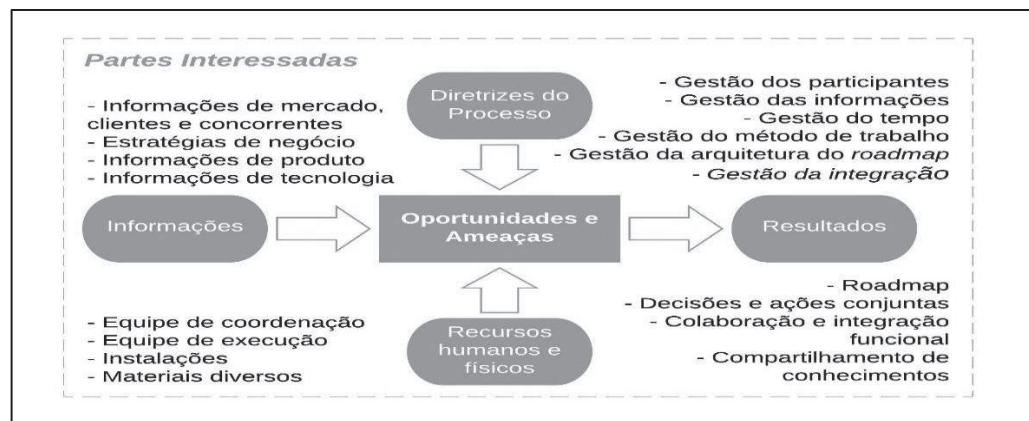 Partes Interessadas
- Informações de mercado,
clientes e concorrentes
- Estratégias de negócio
- Informações de produto
- Informações de tecnologia
Diretrizes do
Processo
- Gestão dos participantes
- Gestão das informações
- Gestão do tempo
- Gestão do método de trabalho
- Gestão da arquitetura do roadmap
- Gestão da integração
Informações
Oportunidades e
Ameaças
Resultados
- Equipe de coordenação
- Equipe de execução
- Instalações
- Materiais diversos
Recursos
humanos e
físicos
- Roadmap
- Decisões e ações conjuntas
- Colaboração e integração
funcional
- Compartilhamento de
conhecimentos